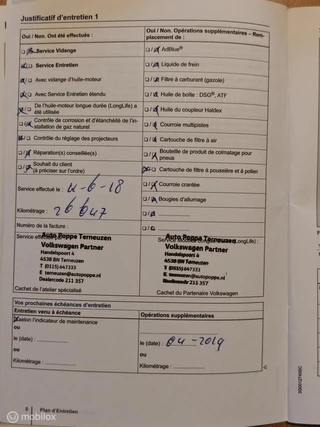 Justificatif d'entretien 1
Oui / Non. Ont été effectués :
Service Vidange
Service Entretien
Avec vidange d'huile-moteur
Avec Service Entretien étendu
De l'huile-moteur longue durée (LongLife) a été utilisée
Contrôle de corrosion et d'étanchéité de l'installation de gaz naturel
Contrôle du réglage des projecteurs
Réparation(s) conseillée(s)
Souhait du client
(à préciser sur l'ordre)
Service effectué le : 4-6-18
Kilométrage : 26647
Numéro de la facture :
Service effectué
Auto Poppe Terneuzen
Volkswagen Partner
Handelspoort 4
4538 BN Terneuzen
T (0115) 647333
E terneuzen@autopoppe.nl
Dealercode 211 357
Cachet de l'atelier spécialisé
Oui / Non. Opérations supplémentaires – Remplacement de :
AdBlue®
Liquide de frein
Filtre à carburant (gazole)
Huile de boîte : DSG®, ATF
Huile du coupleur Haldex
Courroie multipistes
Cartouche de filtre à air
Bouteille de produit de colmatage pour pneus
Cartouche de filtre à poussière et à pollen
Courroie crantée
Bougies d'allumage
(LongLife) :
Auto Poppe Terneuzen
Volkswagen Partner
Handelspoort 4
4538 BN Terneuzen
T (0115) 647333
E terneuzen@autopoppe.nl
Dealercode 211 357
Cachet du Partenaire Volkswagen
Vos prochaines échéances d'entretien
Entretien venu à échéance
Selon l'indicateur de maintenance
ou
le (date) :
ou
Kilométrage :
Opérations supplémentaires
le (date) : 04-2019
ou
Kilométrage :
8 Plan d'Entretien
© Mobilox